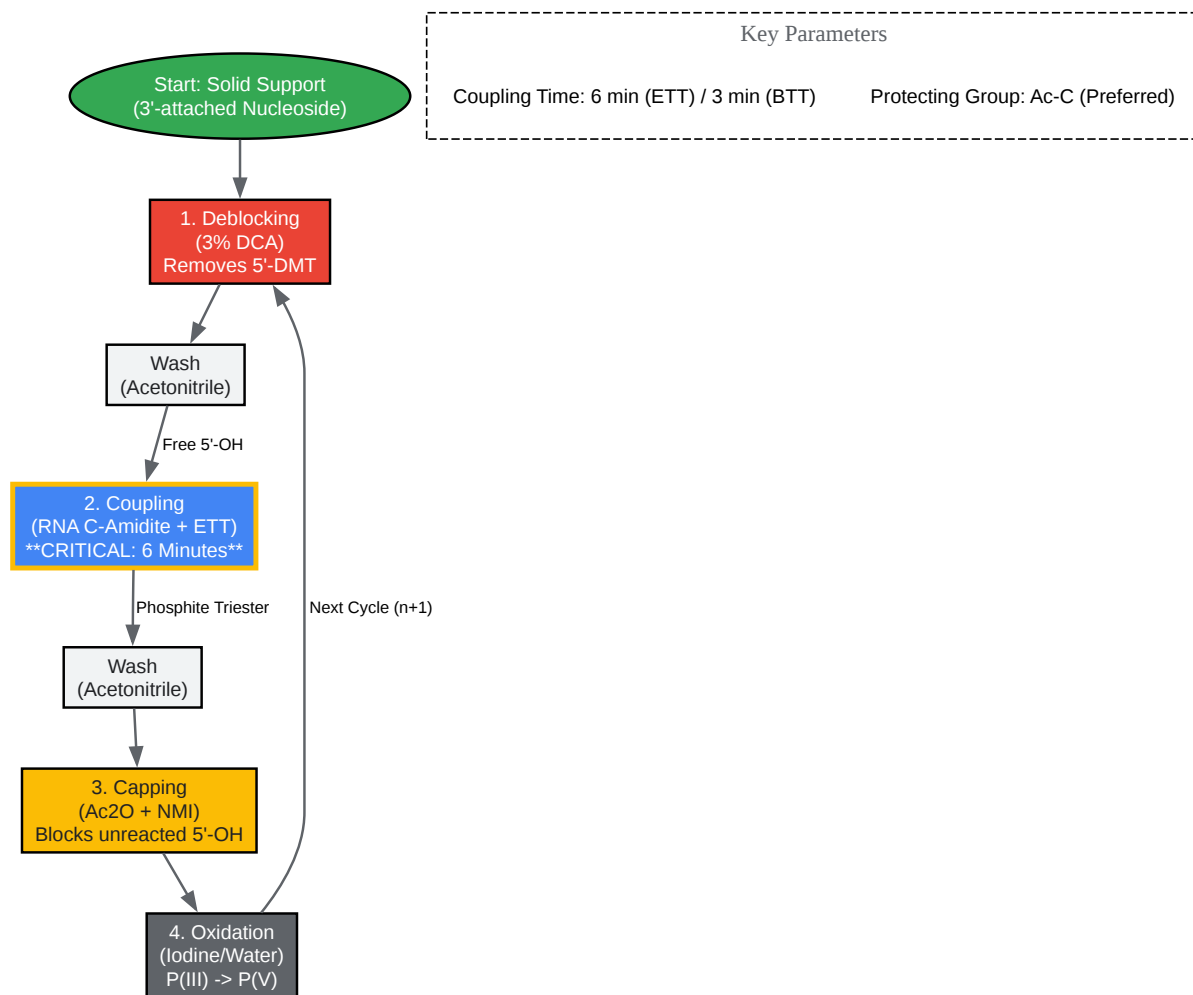 Key Parameters
Coupling Time: 6 min (ETT) / 3 min (BTT)
Protecting Group: Ac-C (Preferred)
Start: Solid Support
(3'-attached Nucleoside)
1. Deblocking
(3% DCA)
Removes 5'-DMT
Wash
(Acetonitrile)
Free 5'-OH
2. Coupling
(RNA C-Amidite + ETT)
**CRITICAL: 6 Minutes**
Phosphite Triester
Next Cycle (n+1)
Wash
(Acetonitrile)
3. Capping
(Ac2O + NMI)
Blocks unreacted 5'-OH
4. Oxidation
(Iodine/Water)
P(III) -> P(V)